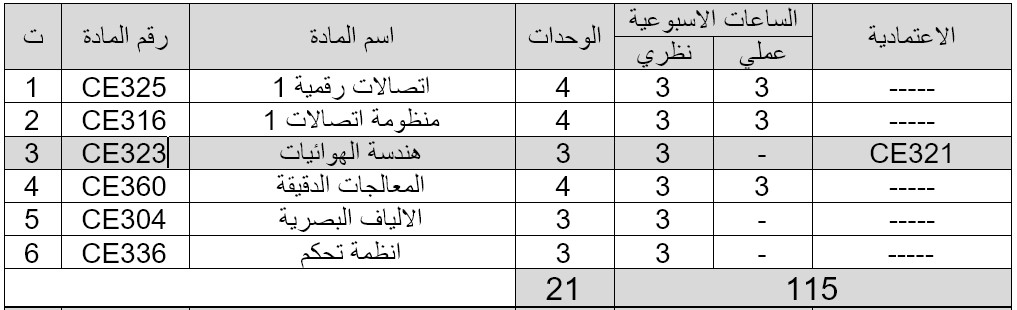 ت رقم المادة اسم المادة الوحدات الساعات الاسبوعية الاعتمادية
نظري عملي
1 CE325 اتصالات رقمية 1 4 3 3 -----
2 CE316 منظومة اتصالات 1 4 3 3 -----
3 CE323 هندسة الهوائيات 3 3 - CE321
4 CE360 المعالجات الدقيقة 4 3 3 -----
5 CE304 الالياف البصرية 3 3 - -----
6 CE336 انظمة تحكم 3 3 - -----
21 115